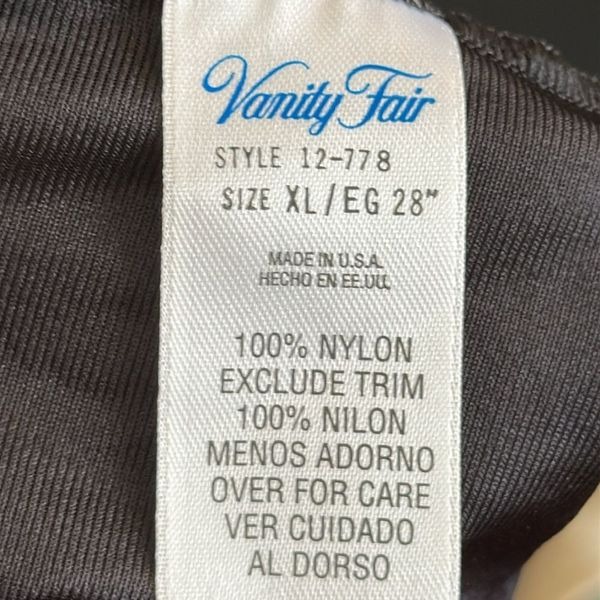 Vanity Fair
STYLE 12-778
SIZE XL/EG 28"
MADE IN U.S.A.
HECHO EN EE.UU.
100% NYLON
EXCLUDE TRIM
100% NILON
MENOS ADORNO
OVER FOR CARE
VER CUIDADO
AL DORSO